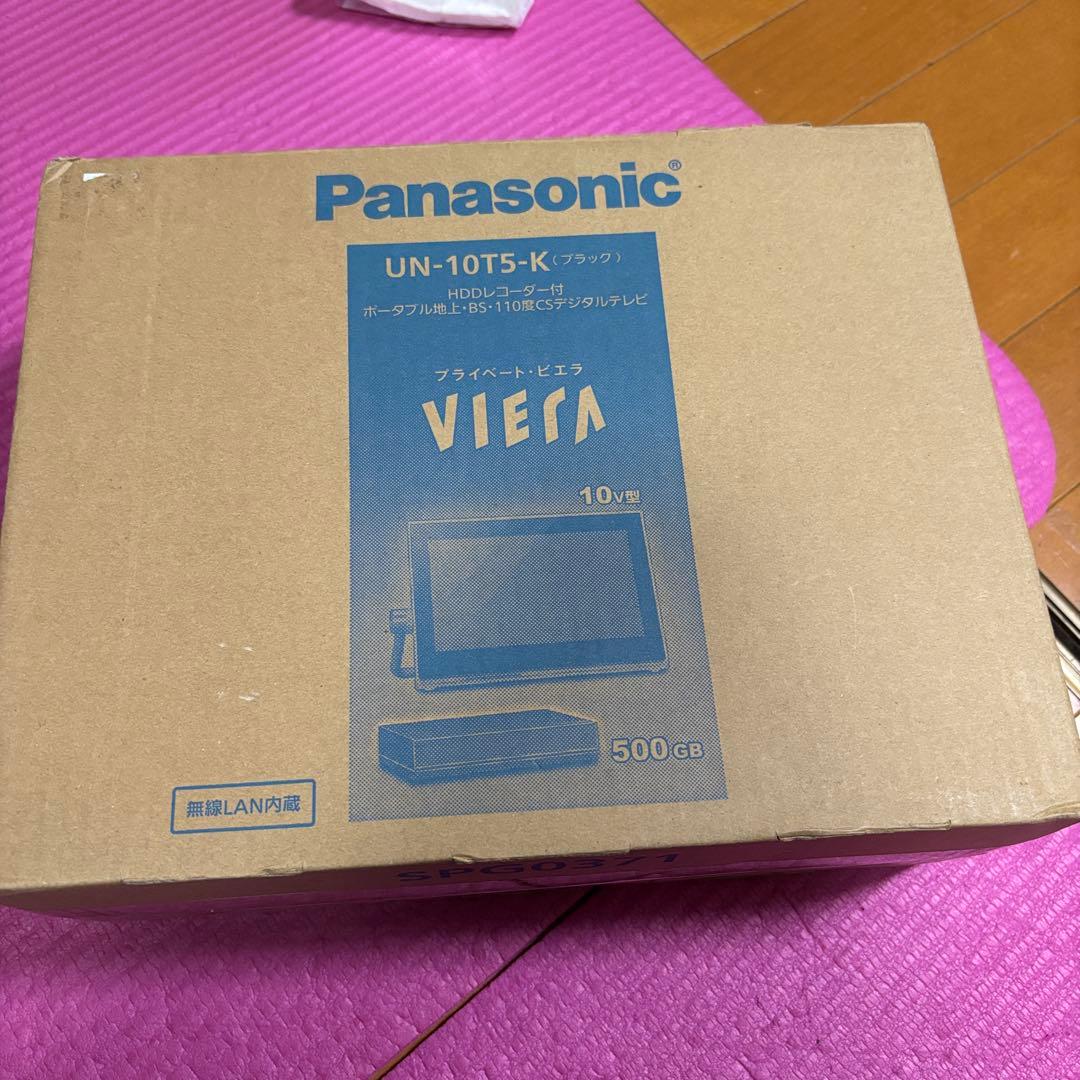 Panasonic®
UN-10T5-K（ブラック）
HDDレコーダー付
ポータブル地上・BS・110度CSデジタルテレビ
プライベート・ビエラ
VIErA
10V型
500GB
無線LAN内蔵
SPG0371